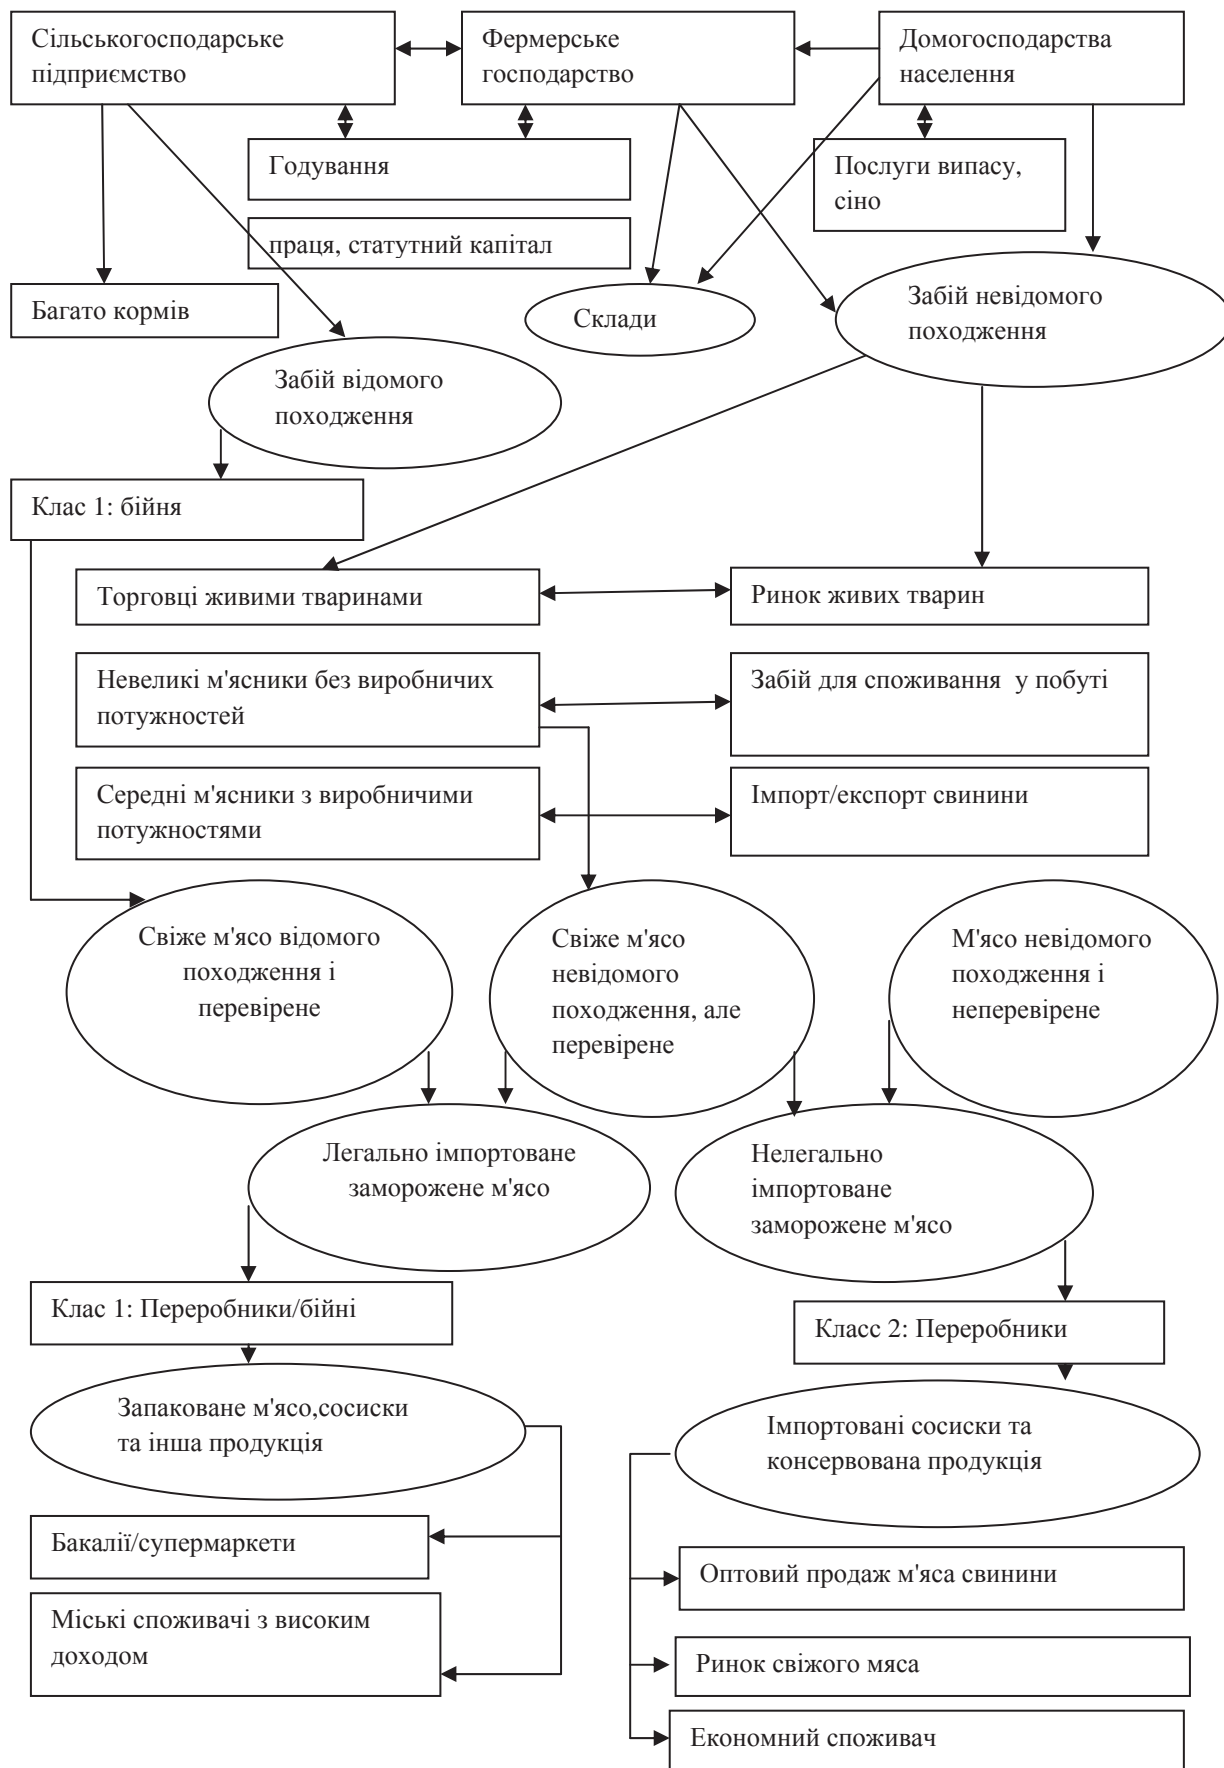 Сільськогосподарське
підприємство
Фермерське
господарство
Домогосподарства
населення
Годування
Послуги випасу,
сіно
праця, статутний капітал
Багато кормів
Склади
Забій невідомого
походження
Забій відомого
походження
Клас 1: бійня
Торговці живими тваринами
Ринок живих тварин
Невеликі м'ясники без виробничих
потужностей
Забій для споживання у побуті
Середні м'ясники з виробничими
потужностями
Імпорт/експорт свинини
Свіже м'ясо відомого
походження і
перевірене
Свіже м'ясо
невідомого
походження, але
перевірене
М'ясо невідомого
походження і
неперевірене
Легально імпортоване
заморожене м'ясо
Нелегально
імпортоване
заморожене м'ясо
Клас 1: Переробники/бійні
Класс 2: Переробники
Запаковане м'ясо,сосиски
та інша продукція
Імпортовані сосиски та
консервована продукція
Бакалії/супермаркети
Оптовий продаж м'яса свинини
Міські споживачі з високим
доходом
Ринок свіжого мяса
Економний споживач